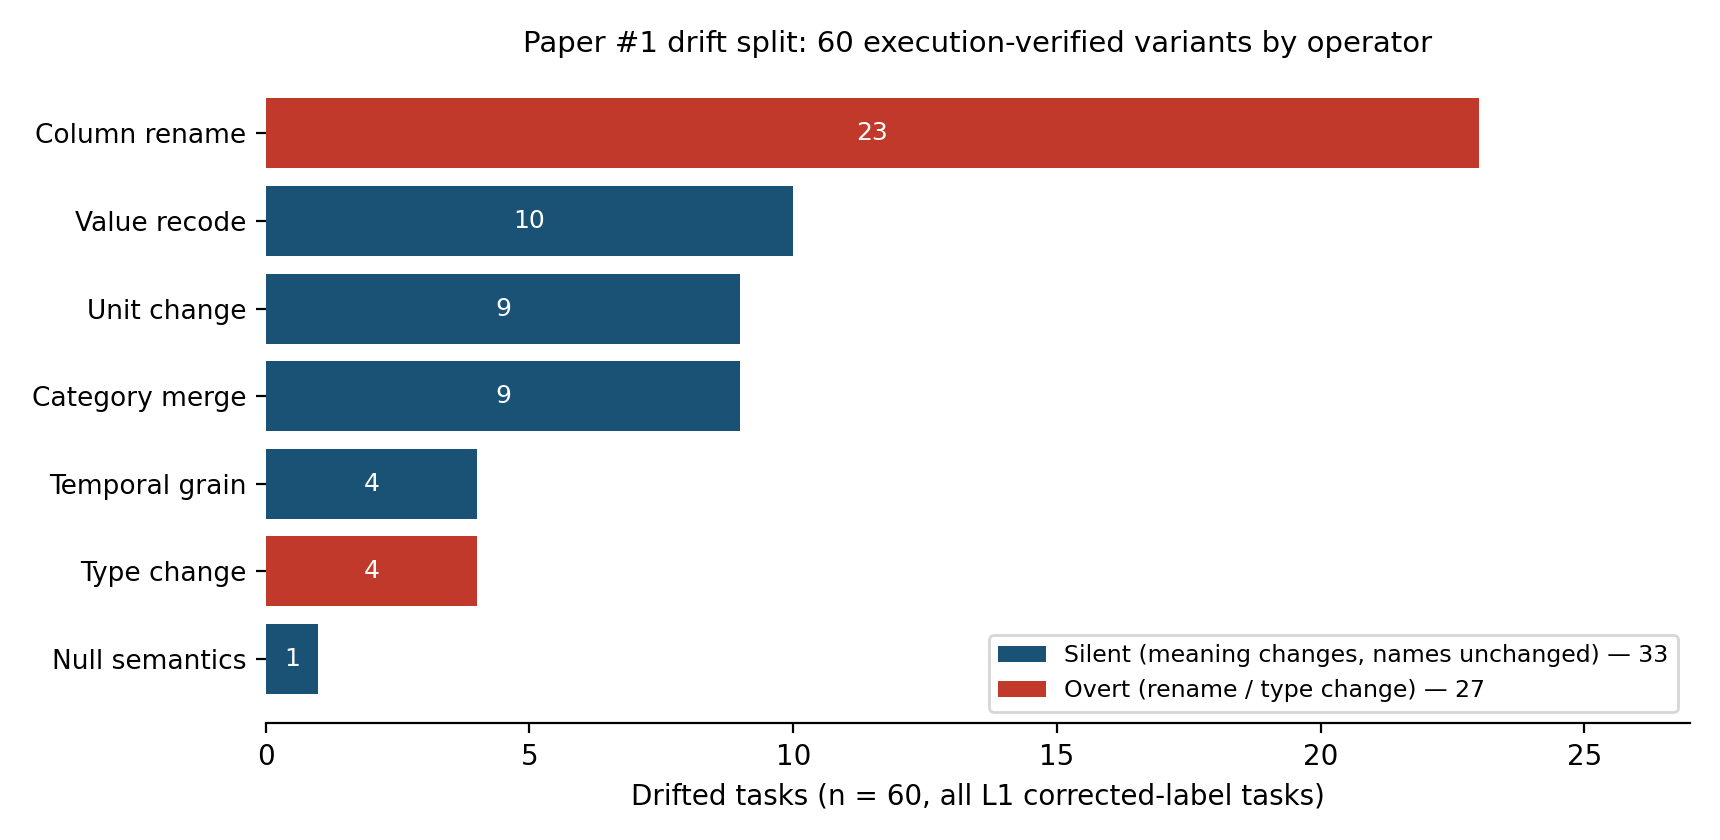 Paper #1 drift split: 60 execution-verified variants by operator
Column rename
23
Value recode
10
Unit change
9
Category merge
9
Temporal grain
4
Type change
4
Null semantics
1
Silent (meaning changes, names unchanged) — 33
Overt (rename / type change) — 27
0 5 10 15 20 25
Drifted tasks (n = 60, all L1 corrected-label tasks)